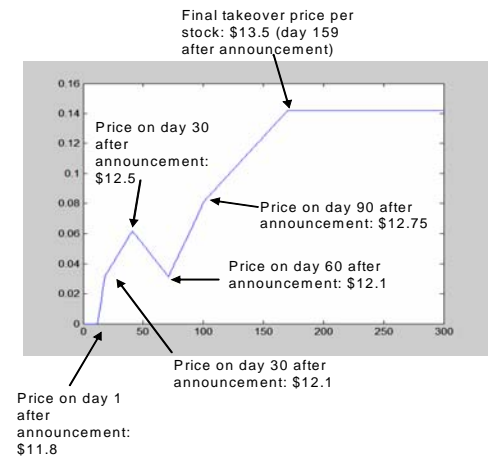 Final takeover price per
stock: $13.5 (day 159
after announcement)
0.16
0.14
0.12
0.1
0.08
0.06
0.04
0.02
0
Price on day 30
after
announcement:
$12.5
Price on day 90 after
announcement: $12.75
Price on day 60 after
announcement: $12.1
0 50 100 150 200 250 300
Price on day 30 after
announcement: $12.1
Price on day 1
after
announcement:
$11.8